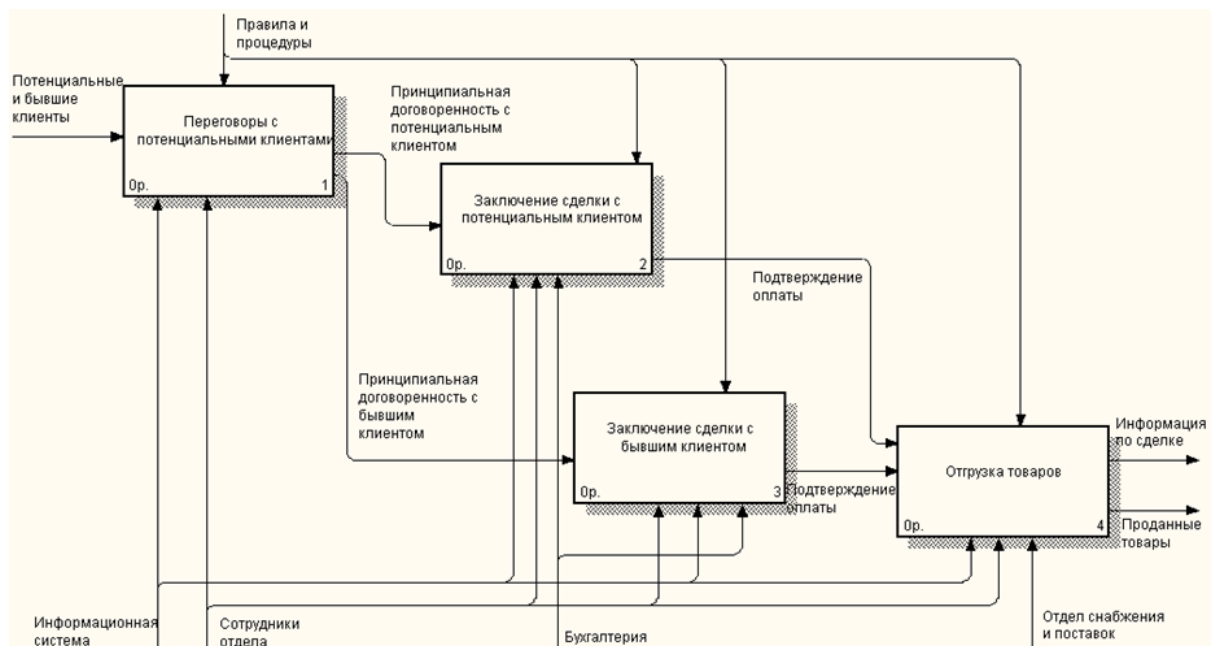 Правила и
процедуры
Потенциальные
и бывшие
клиенты
Переговоры с
потенциальными клиентами
0р.
1
Принципиальная
договоренность с
потенциальным
клиентом
Заключение сделки с
потенциальным клиентом
0р.
2
Подтверждение
оплаты
Принципиальная
договоренность с
бывшим
клиентом
Заключение сделки с
бывшим клиентом
0р.
3
Подтверждение
оплаты
Отгрузка товаров
0р.
4
Информация
по сделке
Проданные
товары
Информационная
система
Сотрудники
отдела
Бухгалтерия
Отдел снабжения
и поставок